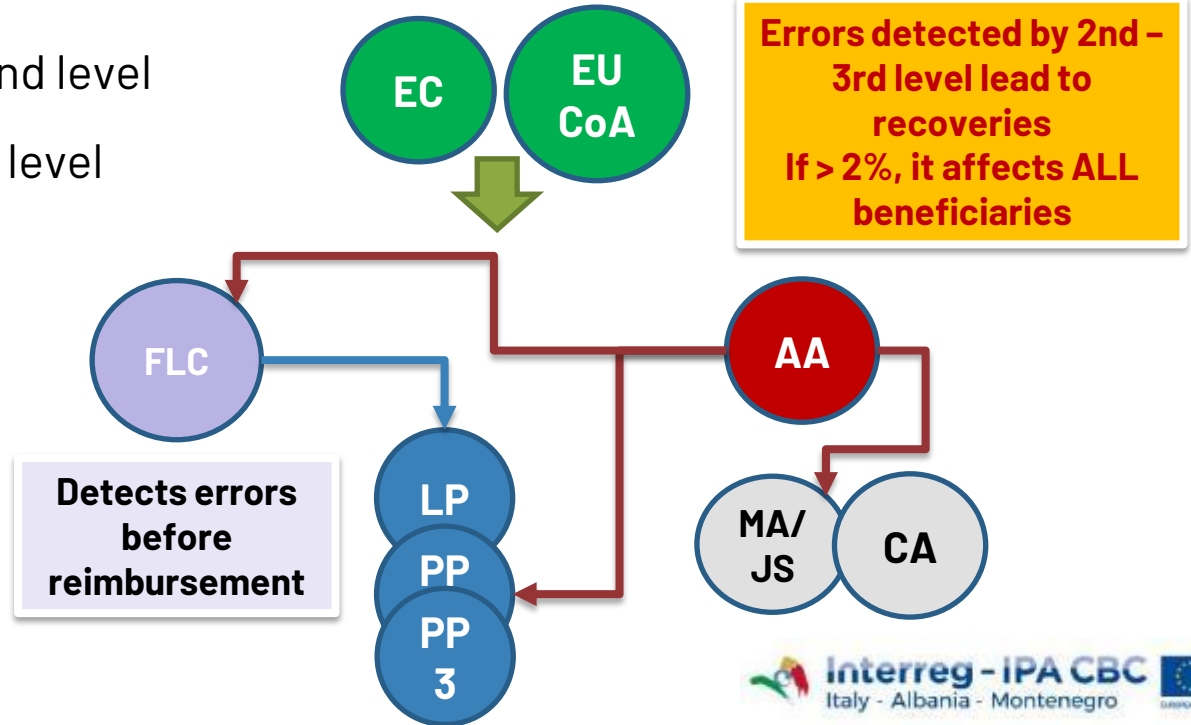 nd level
level
EC
EU
CoA
Errors detected by 2nd –
3rd level lead to
recoveries
If > 2%, it affects ALL
beneficiaries
FLC
AA
Detects errors
before
reimbursement
LP
PP
PP
3
MA/
JS
CA
Interreg - IPA CBC
Italy - Albania - Montenegro